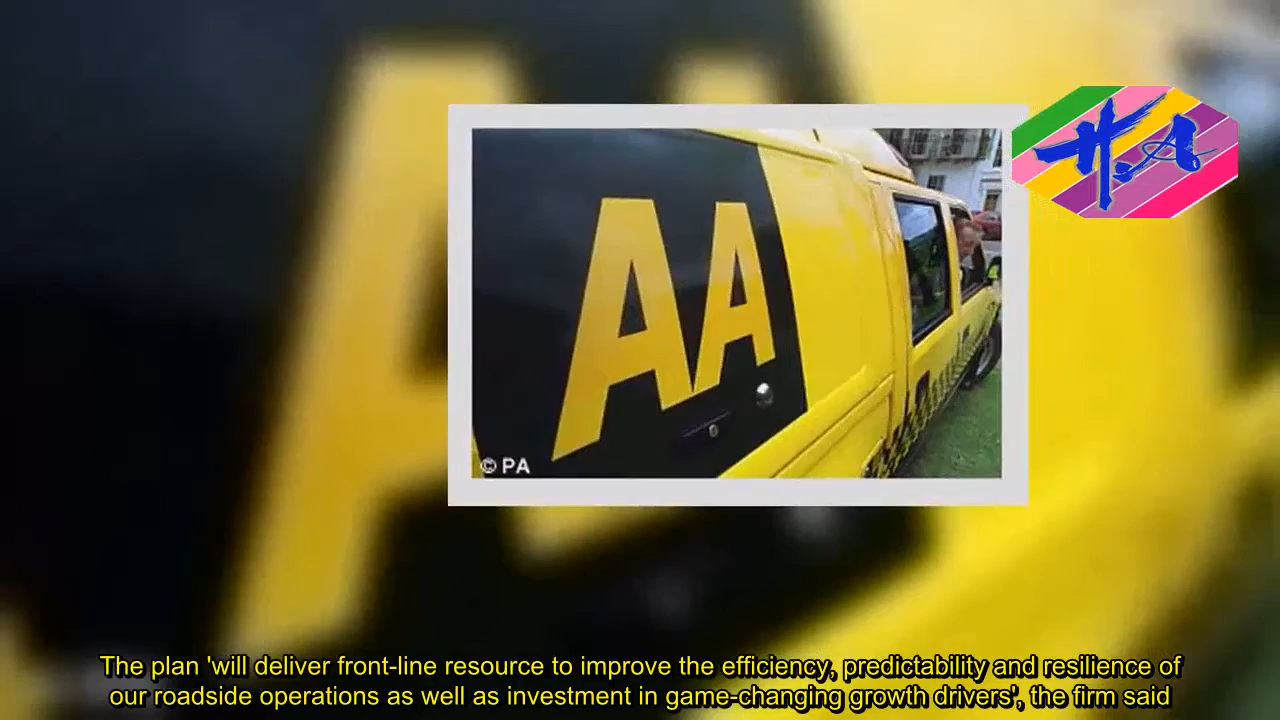 AA
H.A
© PA
The plan 'will deliver front-line resource to improve the efficiency, predictability and resilience of
our roadside operations as well as investment in game-changing growth drivers', the firm said